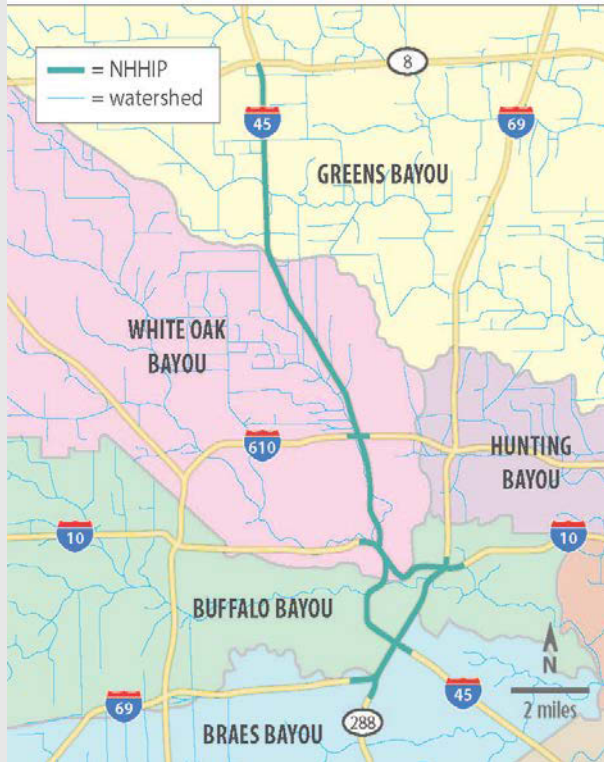 = NHHIP
= watershed
8
45
69
GREENS BAYOU
WHITE OAK
BAYOU
610
HUNTING
BAYOU
10
10
BUFFALO BAYOU
N
69
45
2 miles
288
BRAES BAYOU